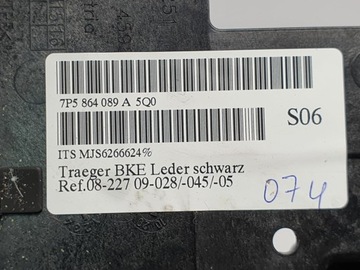 7P5 864 089 A 5Q0
S06
ITS MJS6266624%
Traeger BKE Leder schwarz
Ref.08-227 09-028/-045/-05
074